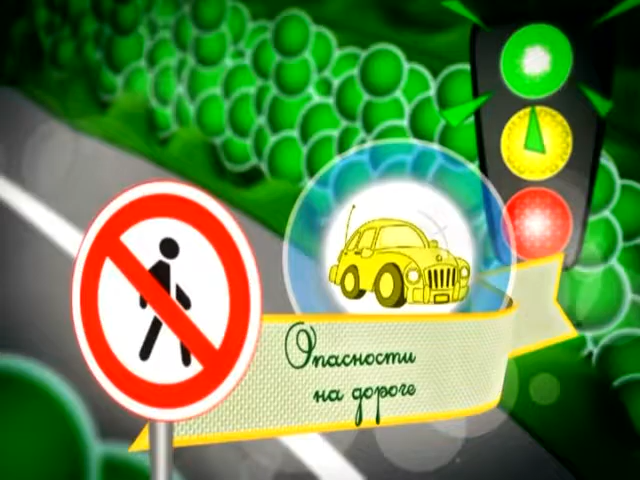 Опасности
на дороге